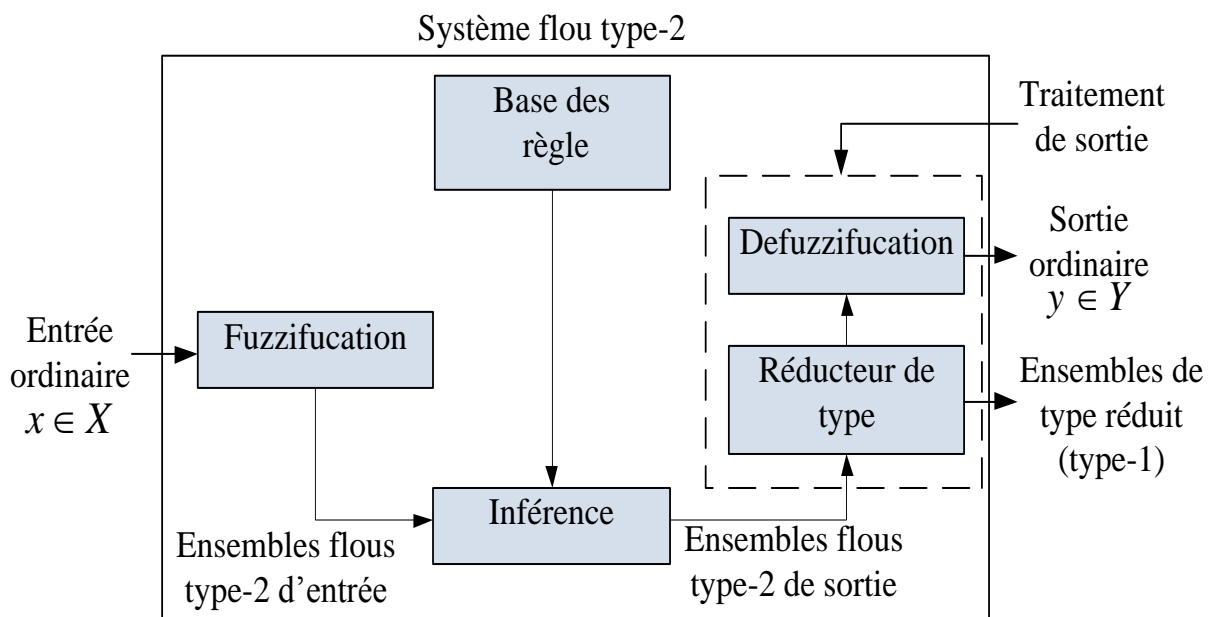 Système flou type-2
Base des
règle
Traitement
de sortie
Defuzzifucation
Sortie
ordinaire
y ∈ Y
Entrée
ordinaire
x ∈ X
Fuzzifucation
Réducteur de
type
Ensembles de
type réduit
(type-1)
Inférence
Ensembles flous
type-2 d’entrée
Ensembles flous
type-2 de sortie